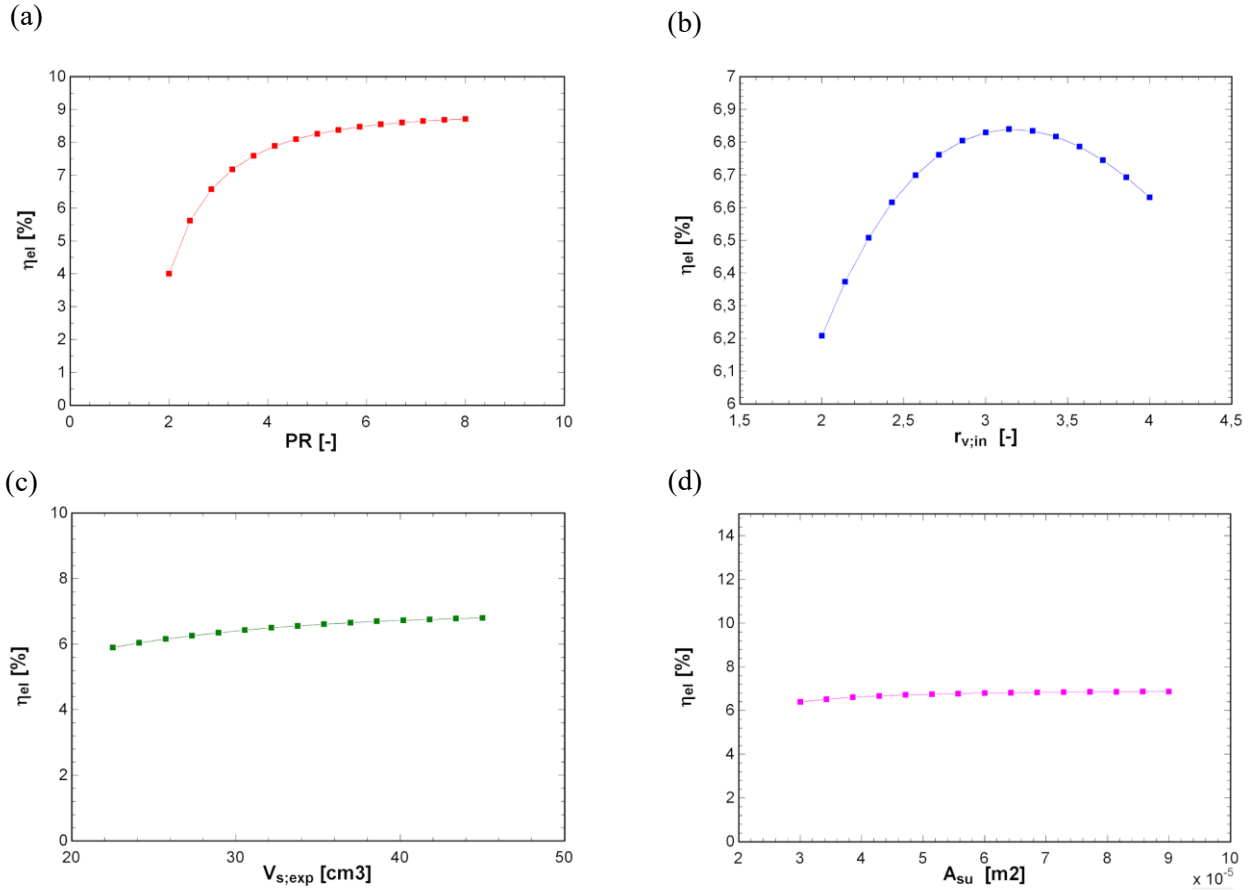 (a)
10
9
8
7
6
5
4
3
2
1
0
η_el [%]
0 2 4 6 8 10
PR [-]
(b)
7
6,9
6,8
6,7
6,6
6,5
6,4
6,3
6,2
6,1
6
η_el [%]
1,5 2 2,5 3 3,5 4 4,5
r_v;in [-]
(c)
10
8
6
4
2
0
η_el [%]
20 30 40 50
V_s;exp [cm3]
(d)
14
12
10
8
6
4
2
0
η_el [%]
2 3 4 5 6 7 8 9 10
A_su [m2]
x 10^-5